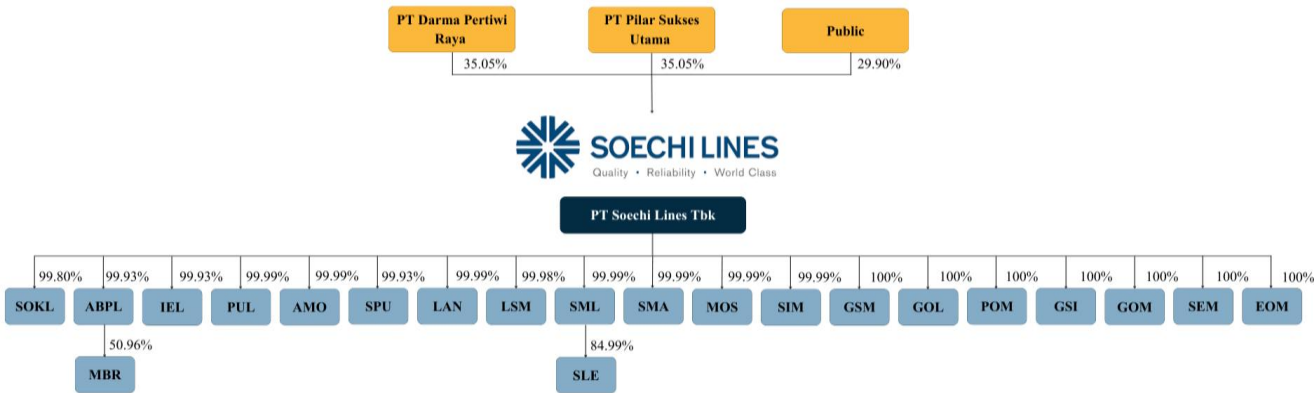 PT Darma Pertiwi
Raya
PT Pilar Sukses
Utama
Public
35.05%
35.05%
29.90%
SOECHI LINES
Quality • Reliability • World Class
PT Soechi Lines Tbk
99.80%
99.93%
99.93%
99.99%
99.99%
99.93%
99.99%
99.98%
99.99%
99.99%
99.99%
99.99%
100%
100%
100%
100%
100%
100%
100%
SOKL
ABPL
IEL
PUL
AMO
SPU
LAN
LSM
SML
SMA
MOS
SIM
GSM
GOL
POM
GSI
GOM
SEM
EOM
50.96%
84.99%
MBR
SLE